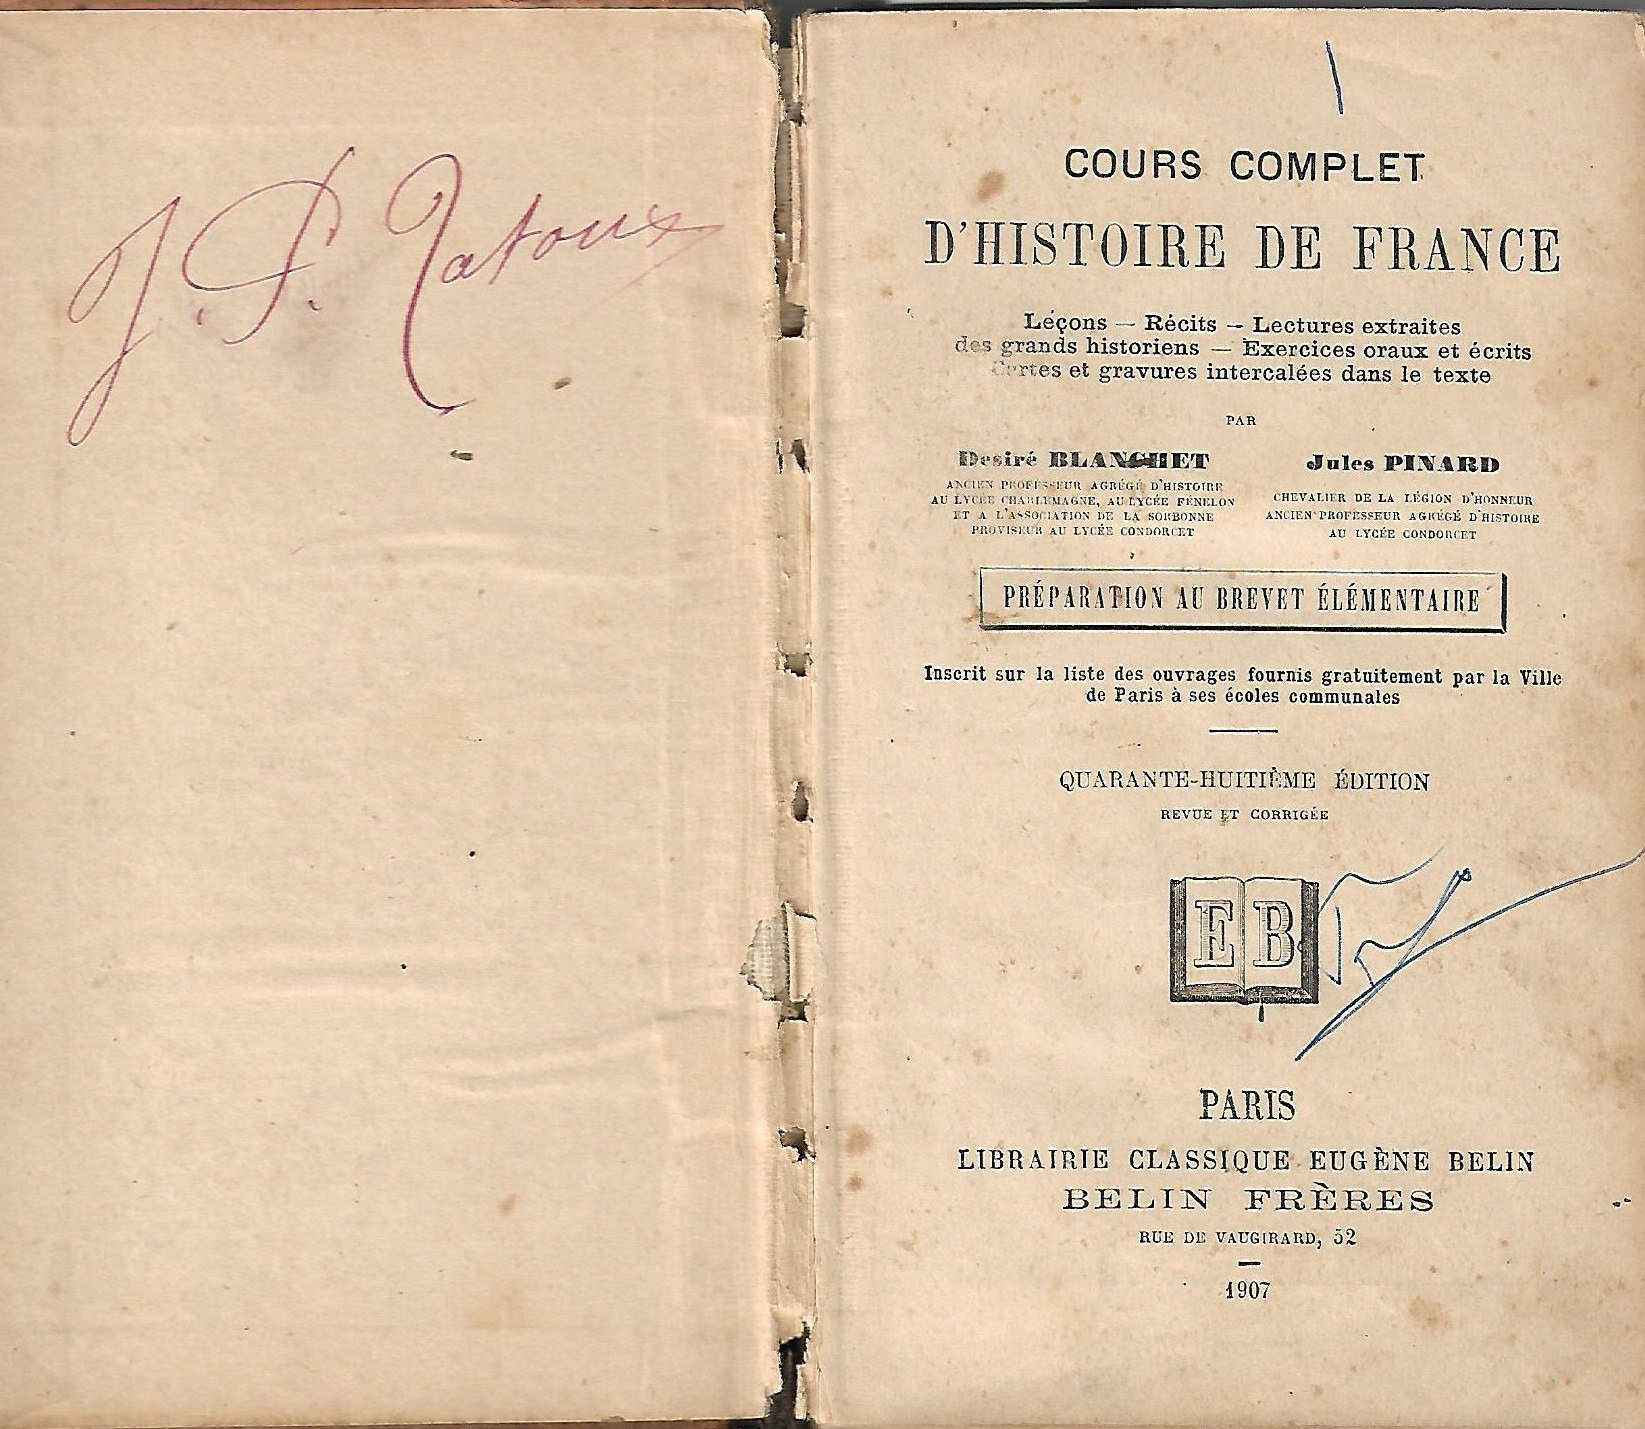 COURS COMPLET
D'HISTOIRE DE FRANCE
Leçons — Récits — Lectures extraites
des grands historiens — Exercices oraux et écrits
Cartes et gravures intercalées dans le texte
PAR
Desiré BLANCHET
ANCIEN PROFESSEUR AGRÉGÉ D'HISTOIRE
AU LYCÉE CHARLEMAGNE, AU LYCÉE FÉNELON
ET A L'ASSOCIATION DE LA SORBONNE
PROVISEUR AU LYCÉE CONDORCET
Jules PINARD
CHEVALIER DE LA LÉGION D'HONNEUR
ANCIEN PROFESSEUR AGRÉGÉ D'HISTOIRE
AU LYCÉE CONDORCET
PRÉPARATION AU BREVET ÉLÉMENTAIRE
Inscrit sur la liste des ouvrages fournis gratuitement par la Ville
de Paris à ses écoles communales
QUARANTE-HUITIÈME ÉDITION
REVUE ET CORRIGÉE
E B
PARIS
LIBRAIRIE CLASSIQUE EUGÈNE BELIN
BELIN FRÈRES
RUE DE VAUGIRARD, 52
1907